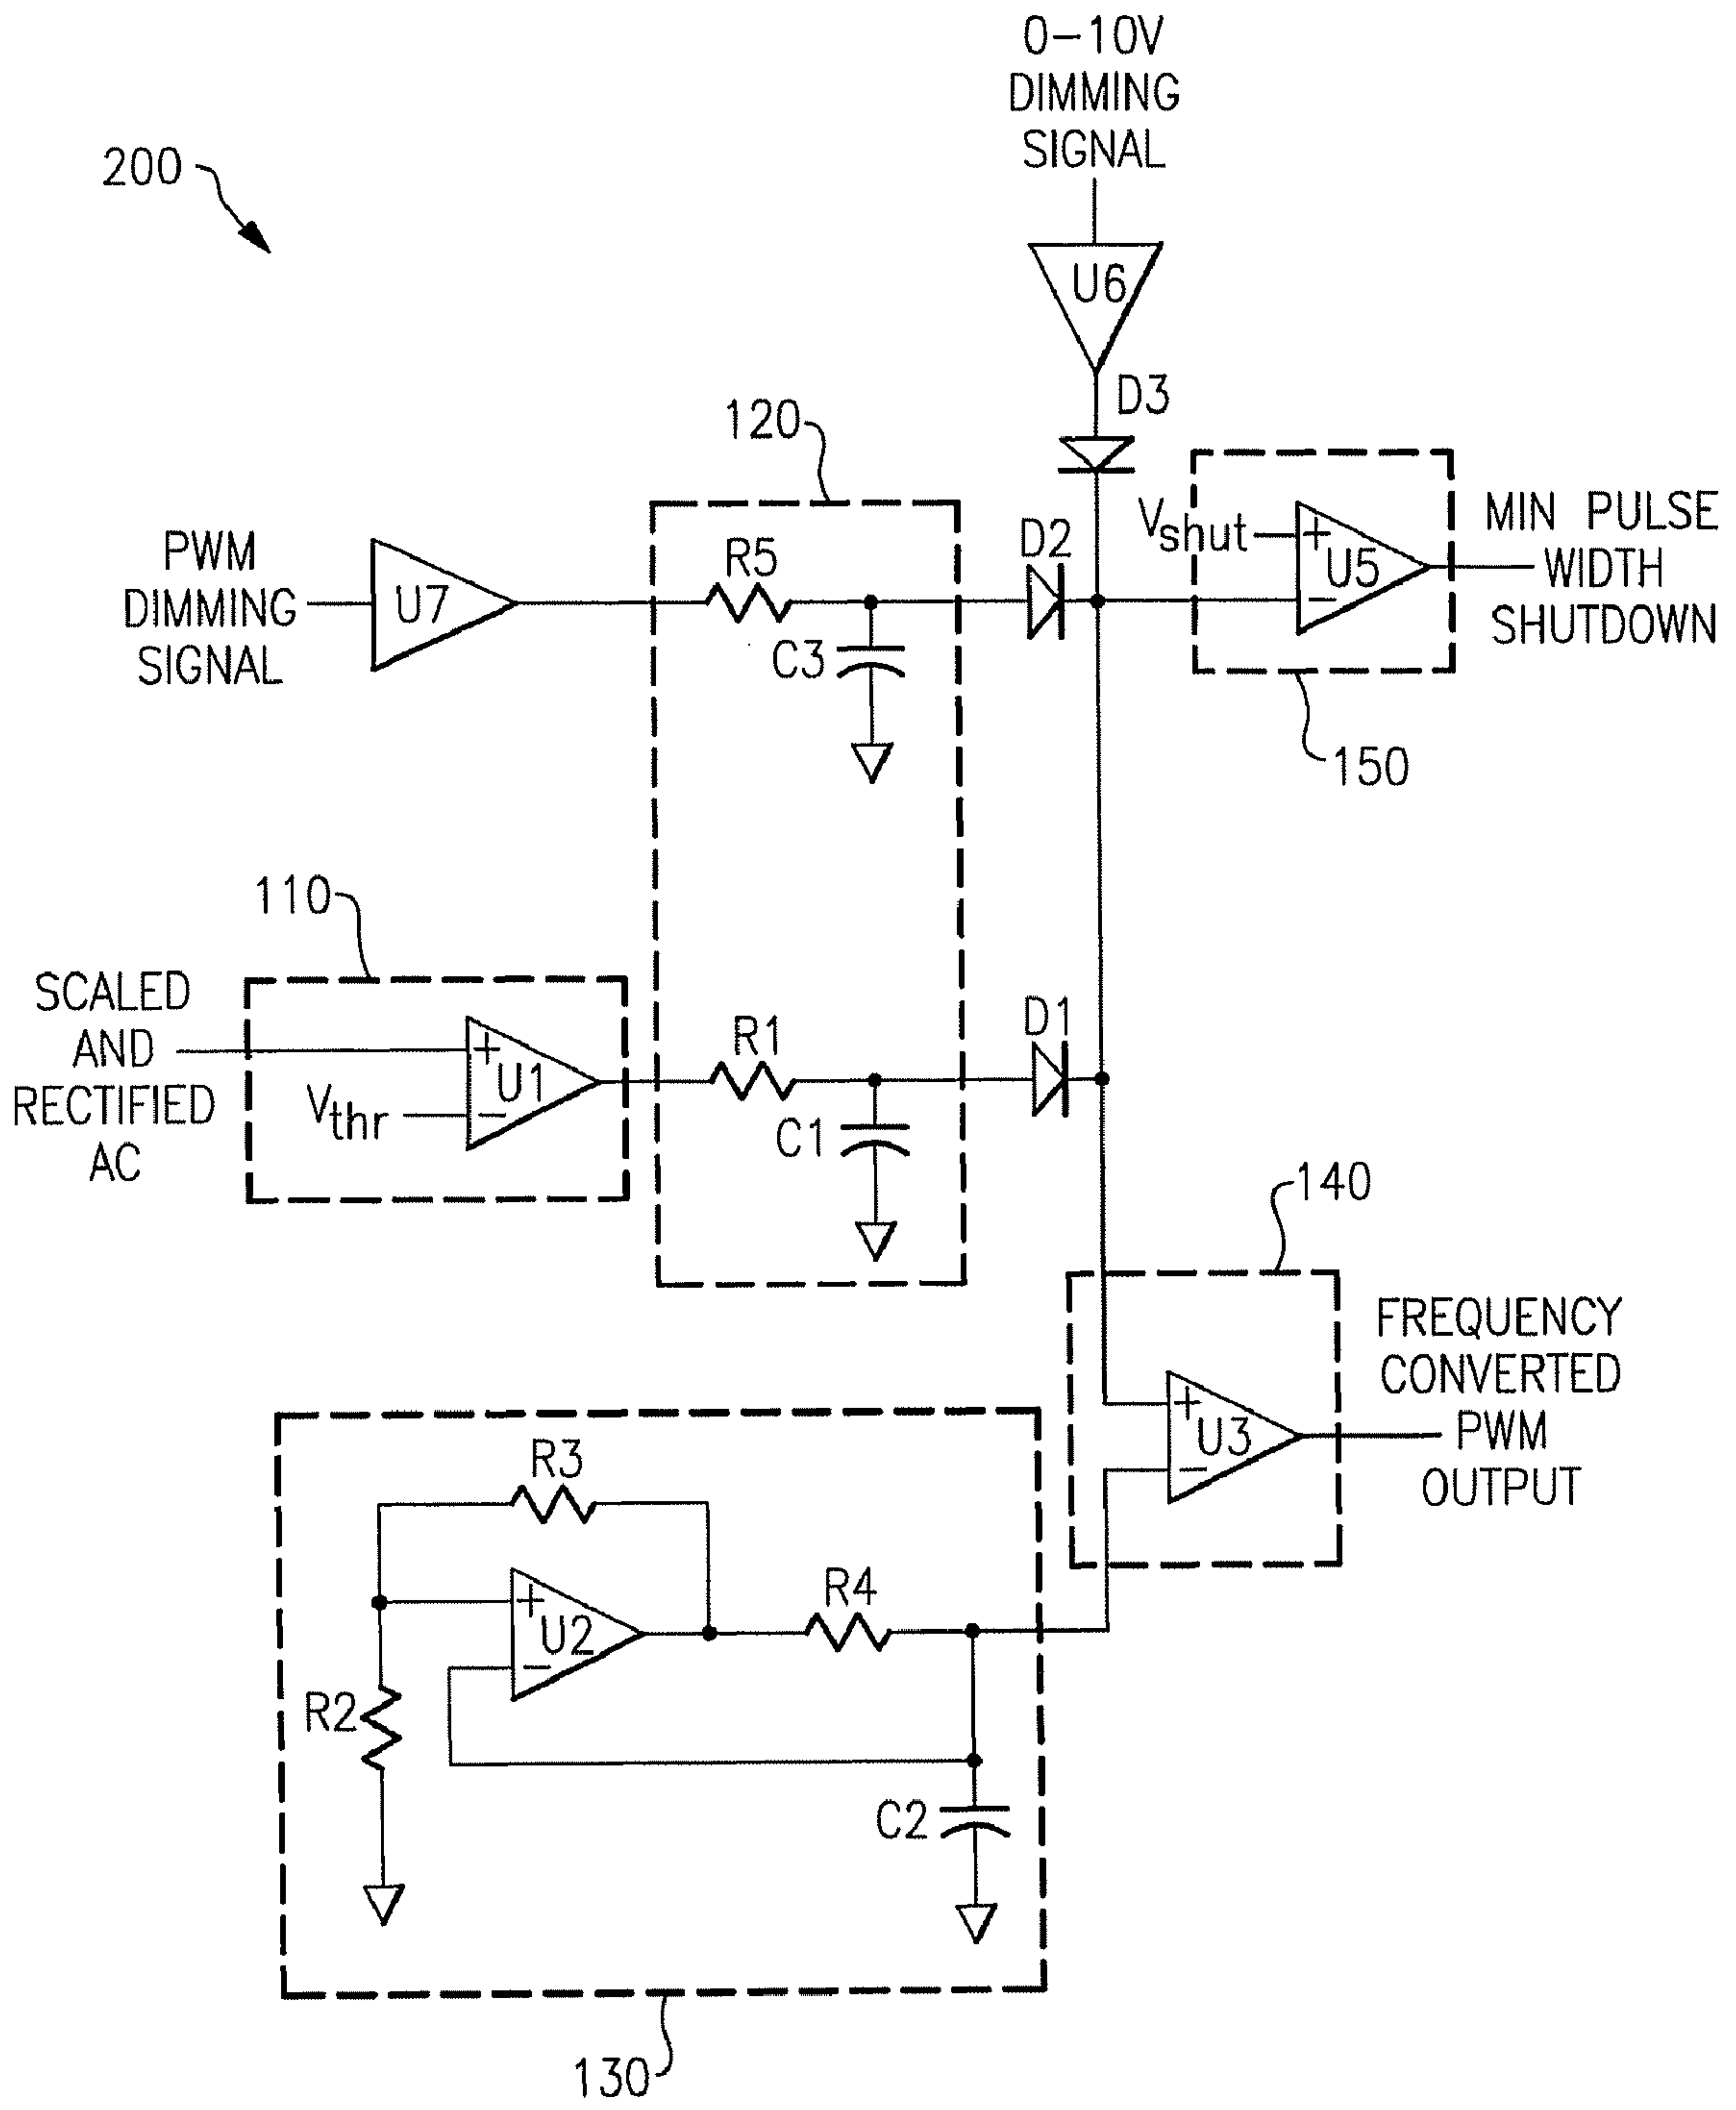 0-10V
DIMMING
SIGNAL
200
U6
D3
120
PWM
DIMMING
SIGNAL
U7
R5
C3
D2
Vshut
+
U5
−
MIN PULSE
WIDTH
SHUTDOWN
150
110
SCALED
AND
RECTIFIED
AC
+
U1
−
Vthr
R1
C1
D1
140
+
U3
−
FREQUENCY
CONVERTED
PWM
OUTPUT
R3
+
U2
−
R4
R2
C2
130